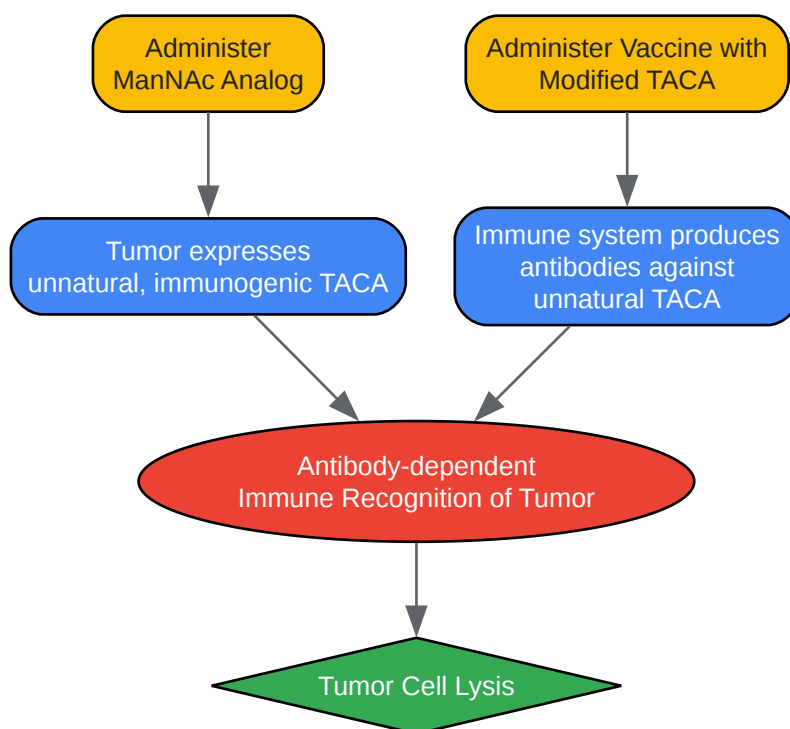 Administer
ManNAc Analog
Administer Vaccine with
Modified TACA
Tumor expresses
unnatural, immunogenic TACA
Immune system produces
antibodies against
unnatural TACA
Antibody-dependent
Immune Recognition of Tumor
Tumor Cell Lysis